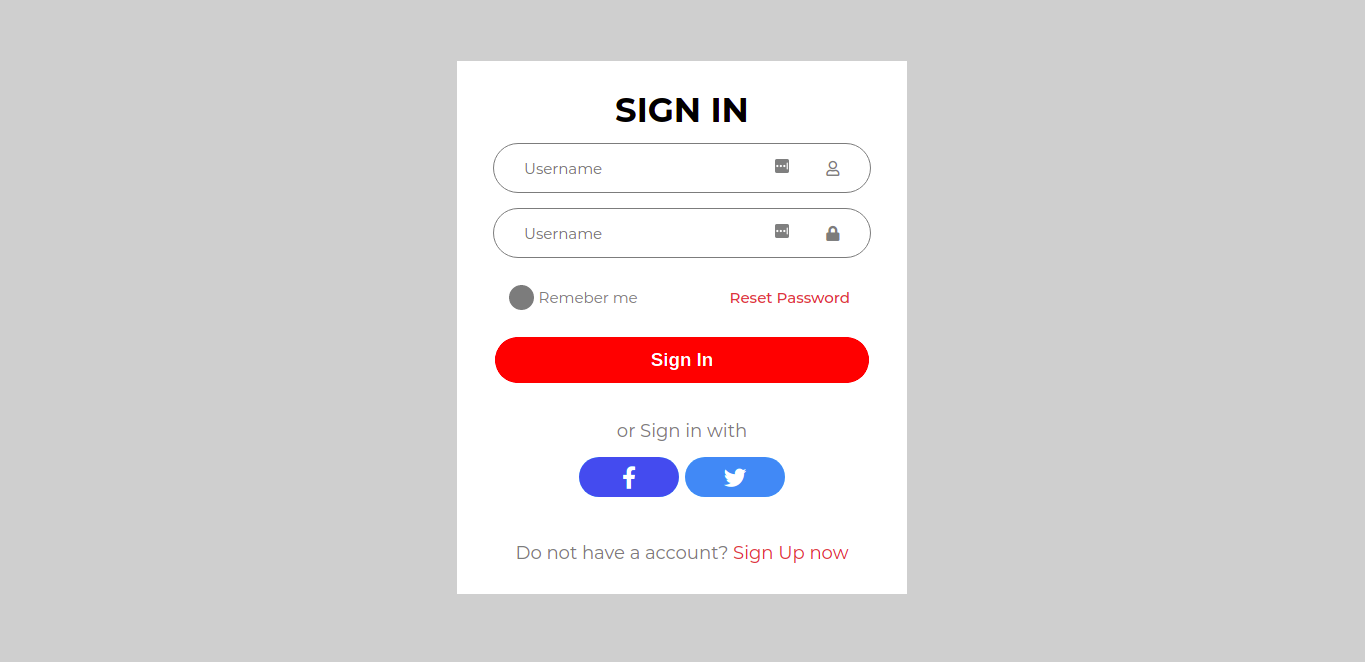 SIGN IN
Username
Username
Remeber me Reset Password
Sign In
or Sign in with
Do not have a account? Sign Up now